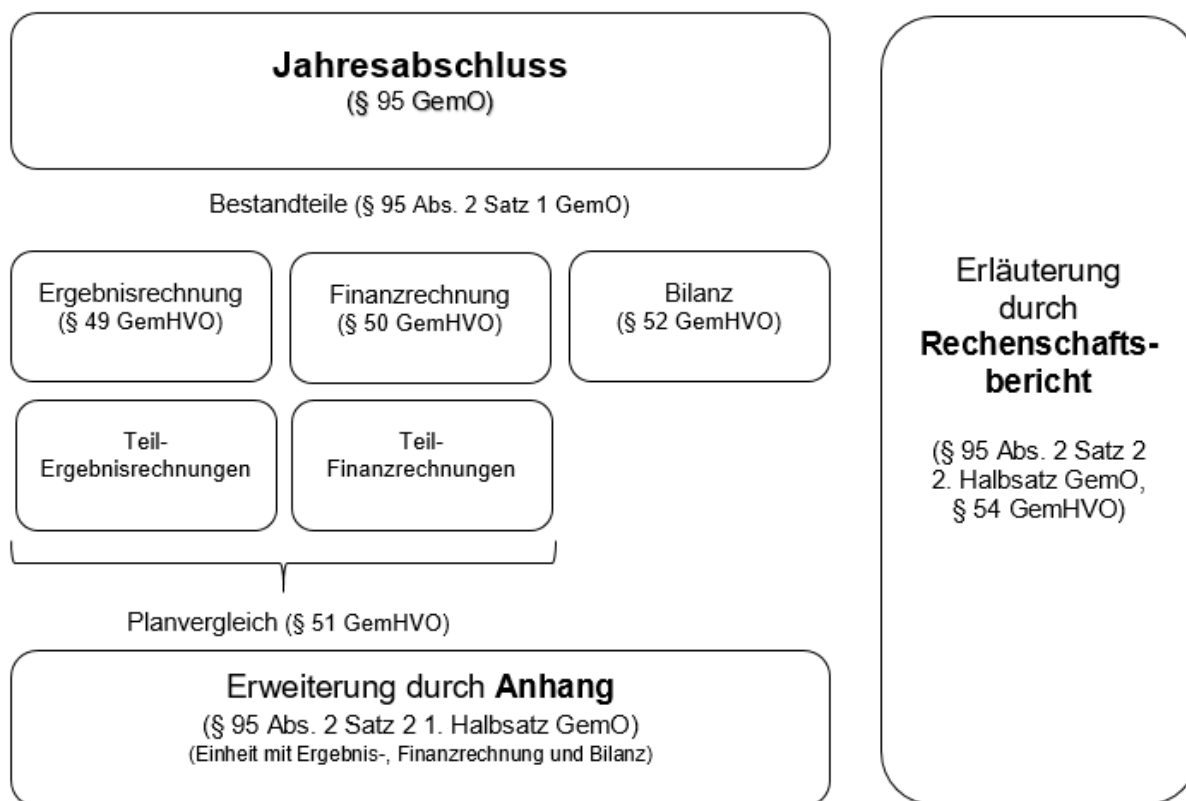 Jahresabschluss
(§ 95 GemO)
Bestandteile (§ 95 Abs. 2 Satz 1 GemO)
Ergebnisrechnung
(§ 49 GemHVO)
Finanzrechnung
(§ 50 GemHVO)
Bilanz
(§ 52 GemHVO)
Teil-
Ergebnisrechnungen
Teil-
Finanzrechnungen
Planvergleich (§ 51 GemHVO)
Erweiterung durch Anhang
(§ 95 Abs. 2 Satz 2 1. Halbsatz GemO)
(Einheit mit Ergebnis-, Finanzrechnung und Bilanz)
Erläuterung
durch
Rechenschafts-
bericht
(§ 95 Abs. 2 Satz 2
2. Halbsatz GemO,
§ 54 GemHVO)